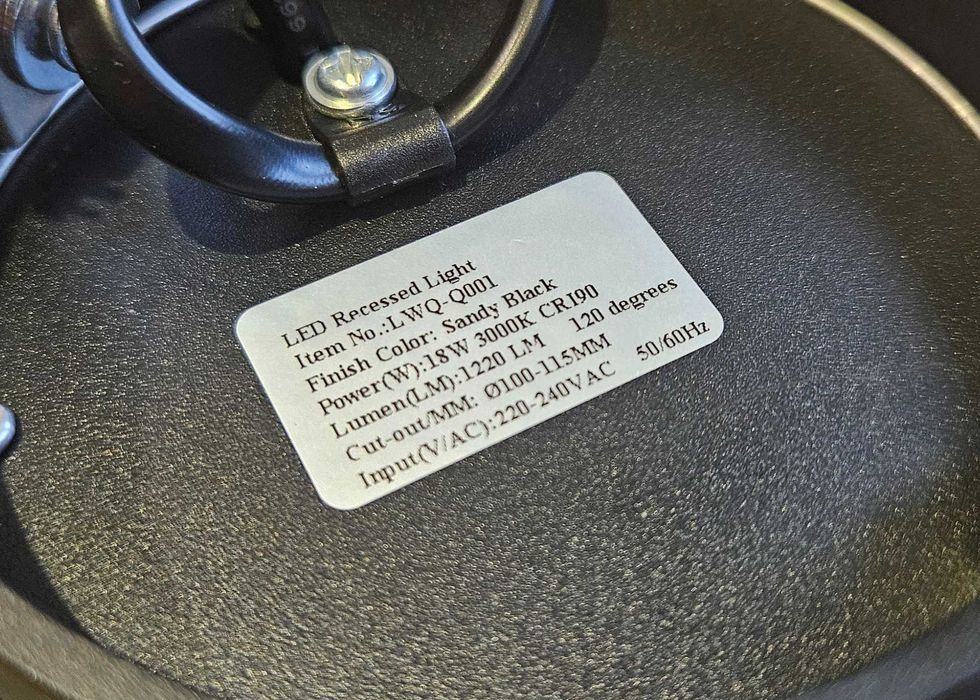 LED Recessed Light
Item No.:LWQ-Q001
Finish Color: Sandy Black
Power(W):18W 3000K CRI90
Lumen(LM):1220 LM 120 degrees
Cut-out/MM: Ø100-115MM
Input(V/AC):220-240VAC 50/60Hz